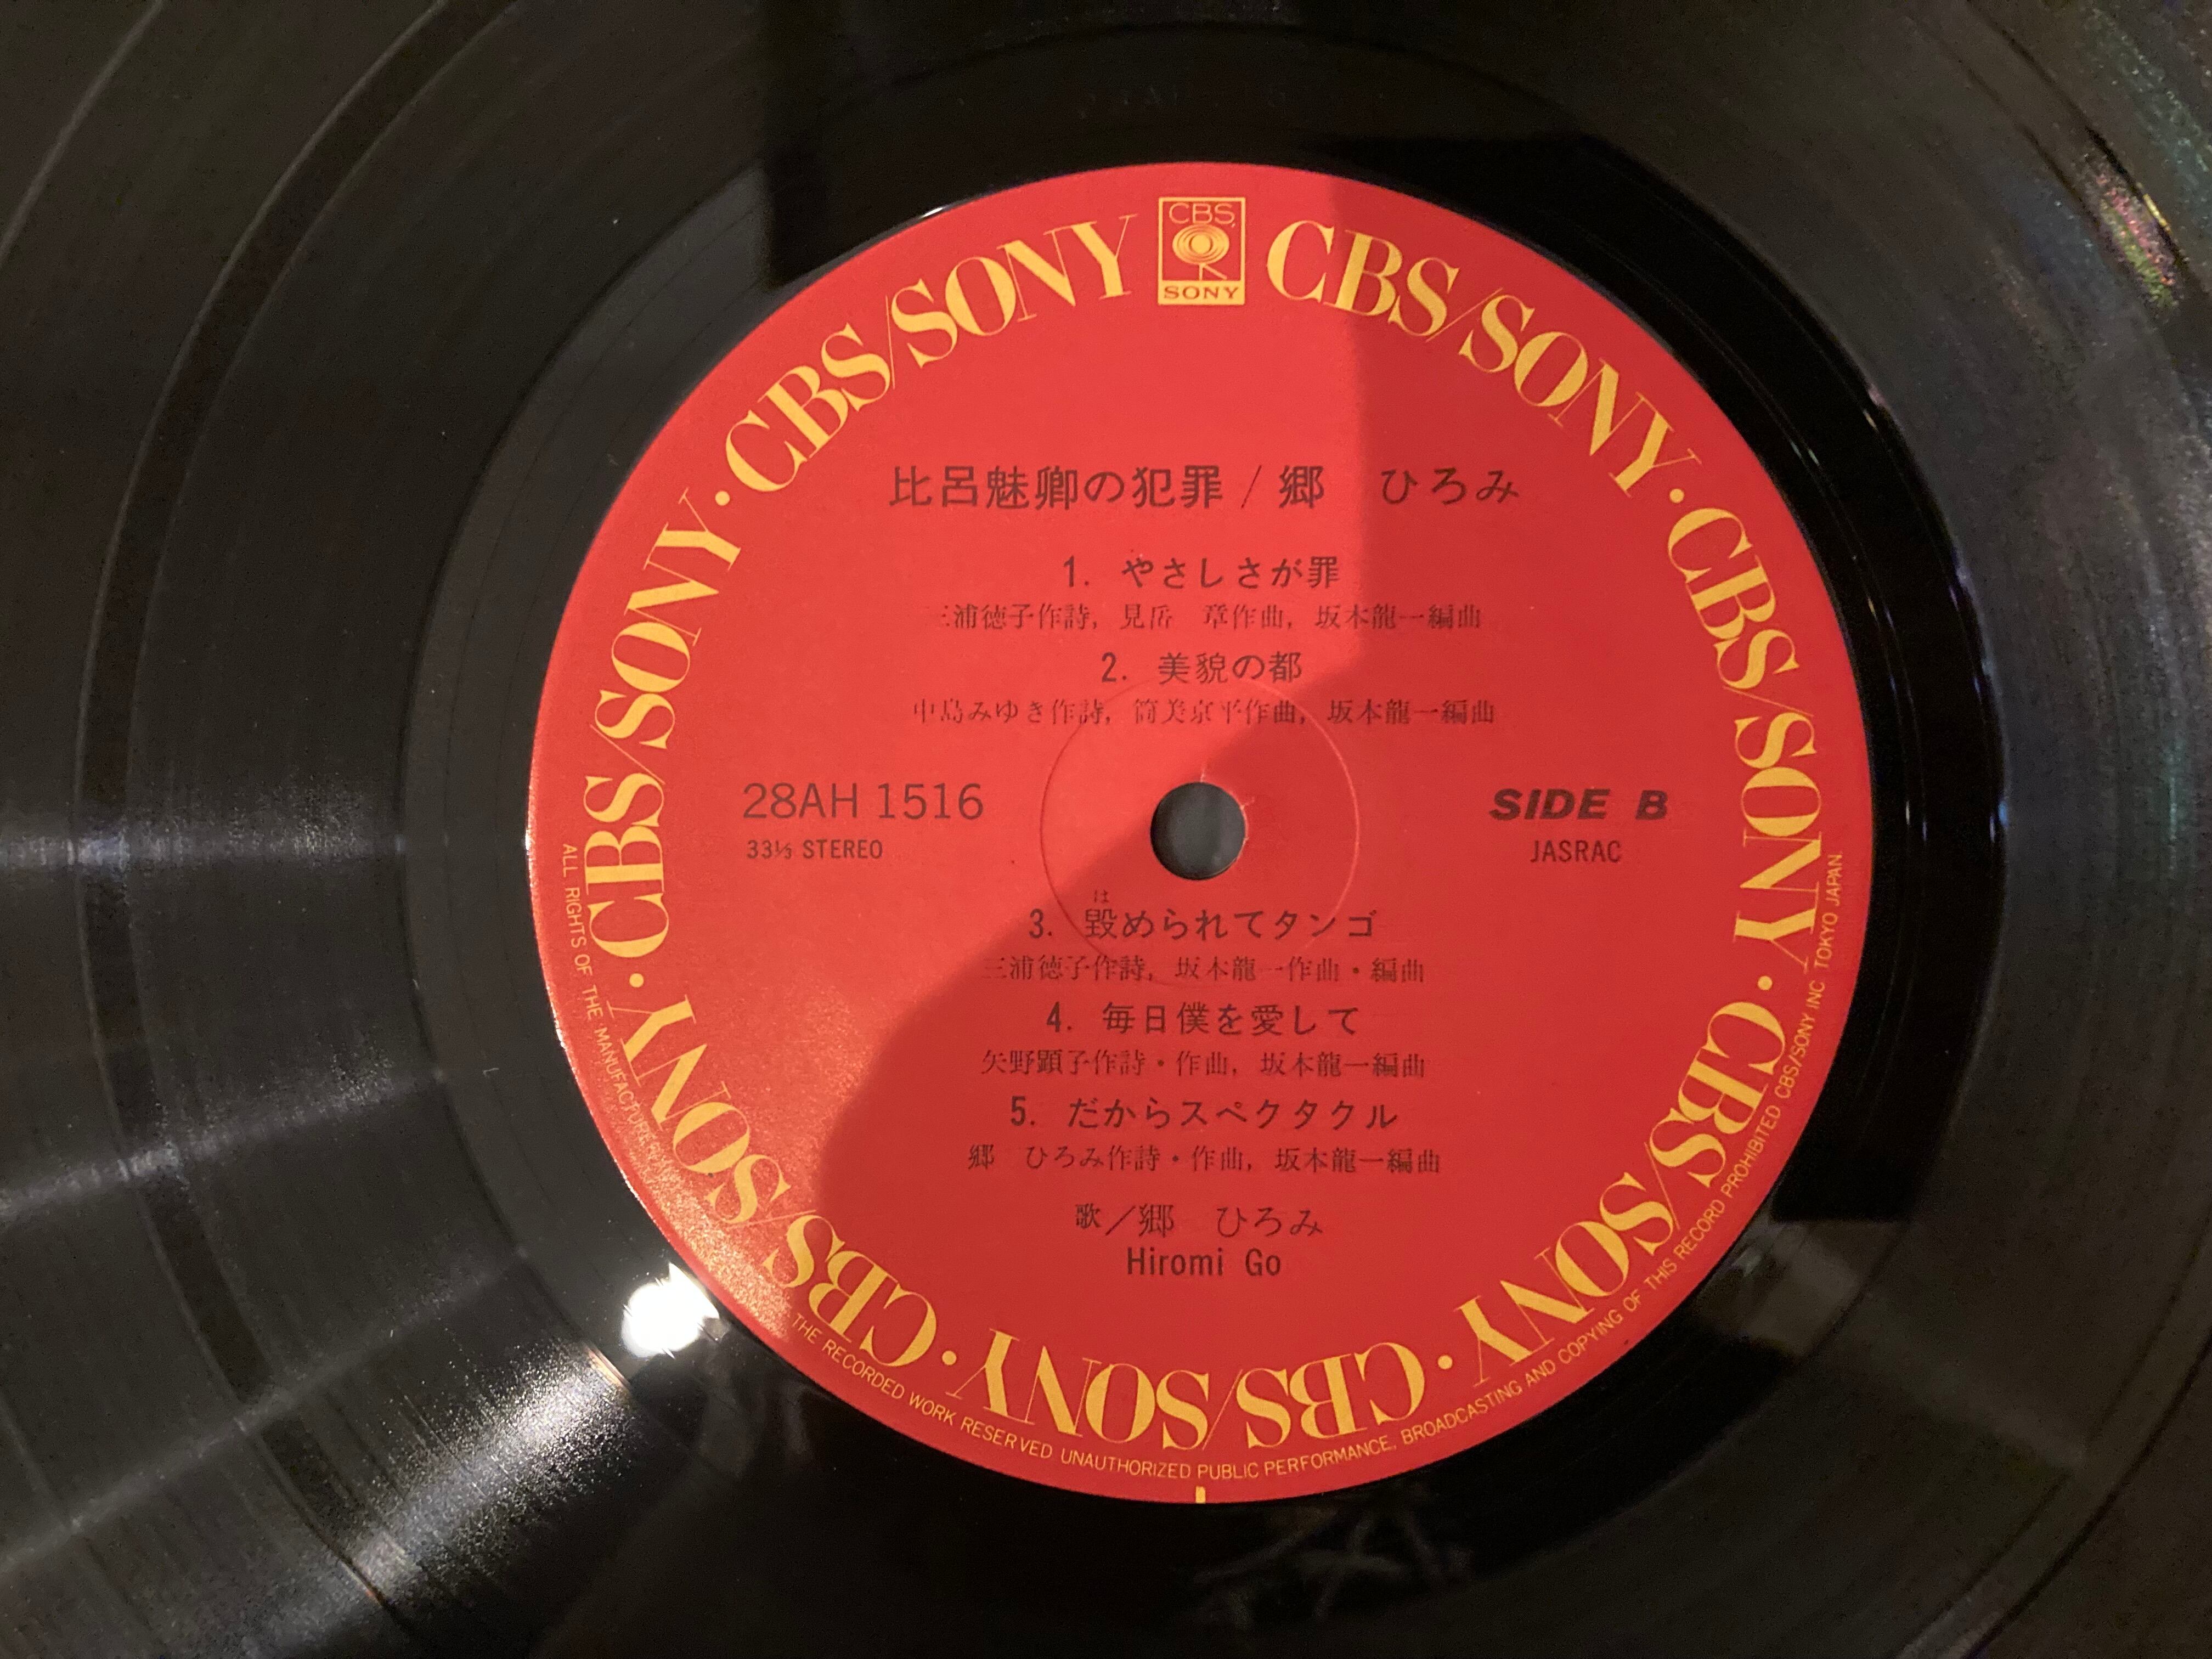 CBS
SONY
CBS/SONY・CBS/SONY・CBS/SONY・CBS/SONY・CBS/SONY・CBS/SONY・CBS/SONY・CBS/SONY・CBS/SONY
比呂魅卿の犯罪 / 郷　ひろみ
1. やさしさが罪
三浦徳子作詩, 見岳　章作曲, 坂本龍一編曲
2. 美貌の都
中島みゆき作詩, 筒美京平作曲, 坂本龍一編曲
28AH 1516
33⅓ STEREO
SIDE B
JASRAC
は
3. 毀められてタンゴ
三浦徳子作詩, 坂本龍一作曲・編曲
4. 毎日僕を愛して
矢野顕子作詩・作曲, 坂本龍一編曲
5. だからスペクタクル
郷　ひろみ作詩・作曲, 坂本龍一編曲
歌／郷　ひろみ
Hiromi Go
ALL RIGHTS OF THE MANUFACTURER THE RECORDED WORK RESERVED UNAUTHORIZED PUBLIC PERFORMANCE, BROADCASTING AND COPYING OF THIS RECORD PROHIBITED CBS/SONY INC. TOKYO JAPAN